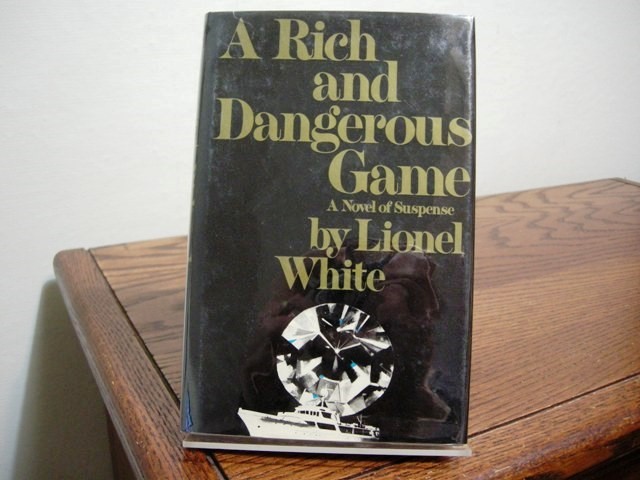 A Rich
and
Dangerous
Game
A Novel of Suspense
by Lionel
White